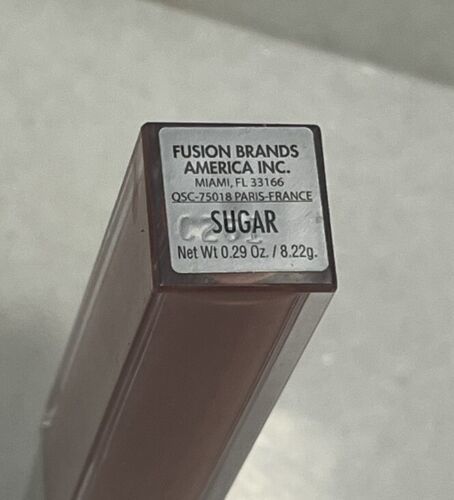 FUSION BRANDS
AMERICA INC.
MIAMI, FL 33166
QSC-75018 PARIS-FRANCE
SUGAR
Net Wt 0.29 Oz. / 8.22g.